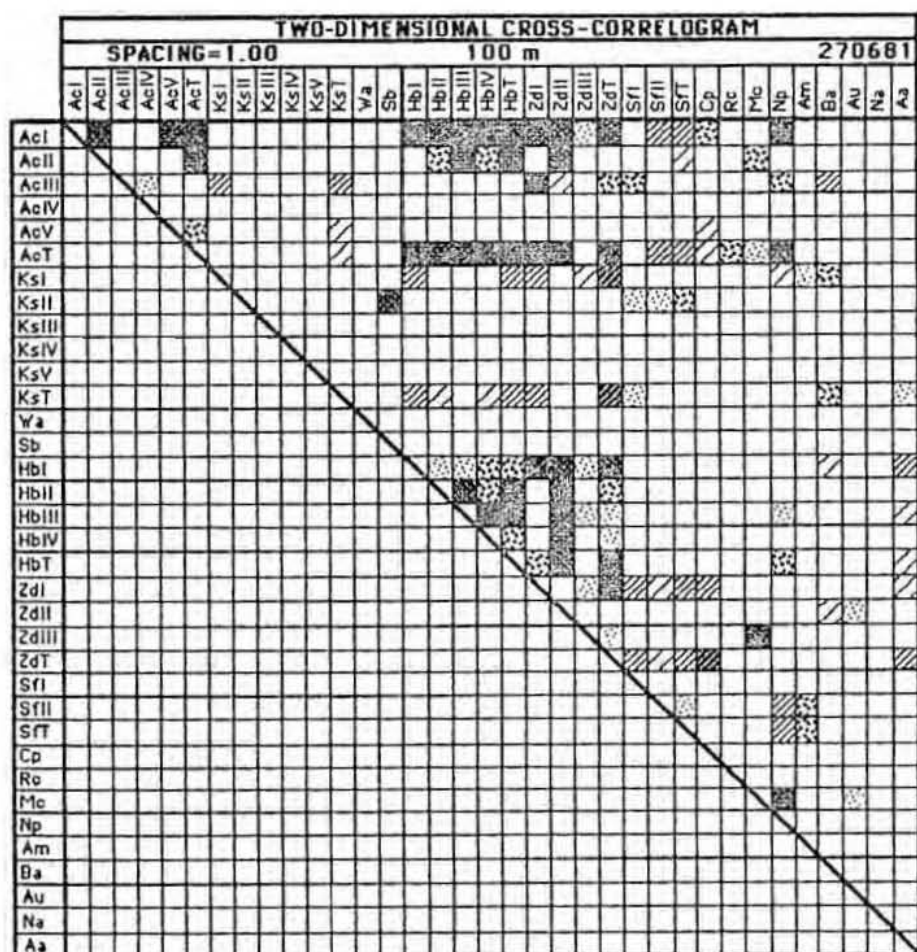 TWO-DIMENSIONAL CROSS-CORRELOGRAM
SPACING=1.00 100 m 270681
AcI AcII AcIII AcIV AcV AcT KsI KsII KsIII KsIV KsV KsT Wa Sb HbI HbII HbIII HbIV HbT ZdI ZdII ZdIII ZdT SfI SfII SfT Cp Rc Mc Np Am Ba Au Na Aa
AcI
AcII
AcIII
AcIV
AcV
AcT
KsI
KsII
KsIII
KsIV
KsV
KsT
Wa
Sb
HbI
HbII
HbIII
HbIV
HbT
ZdI
ZdII
ZdIII
ZdT
SfI
SfII
SfT
Cp
Rc
Mc
Np
Am
Ba
Au
Na
Aa